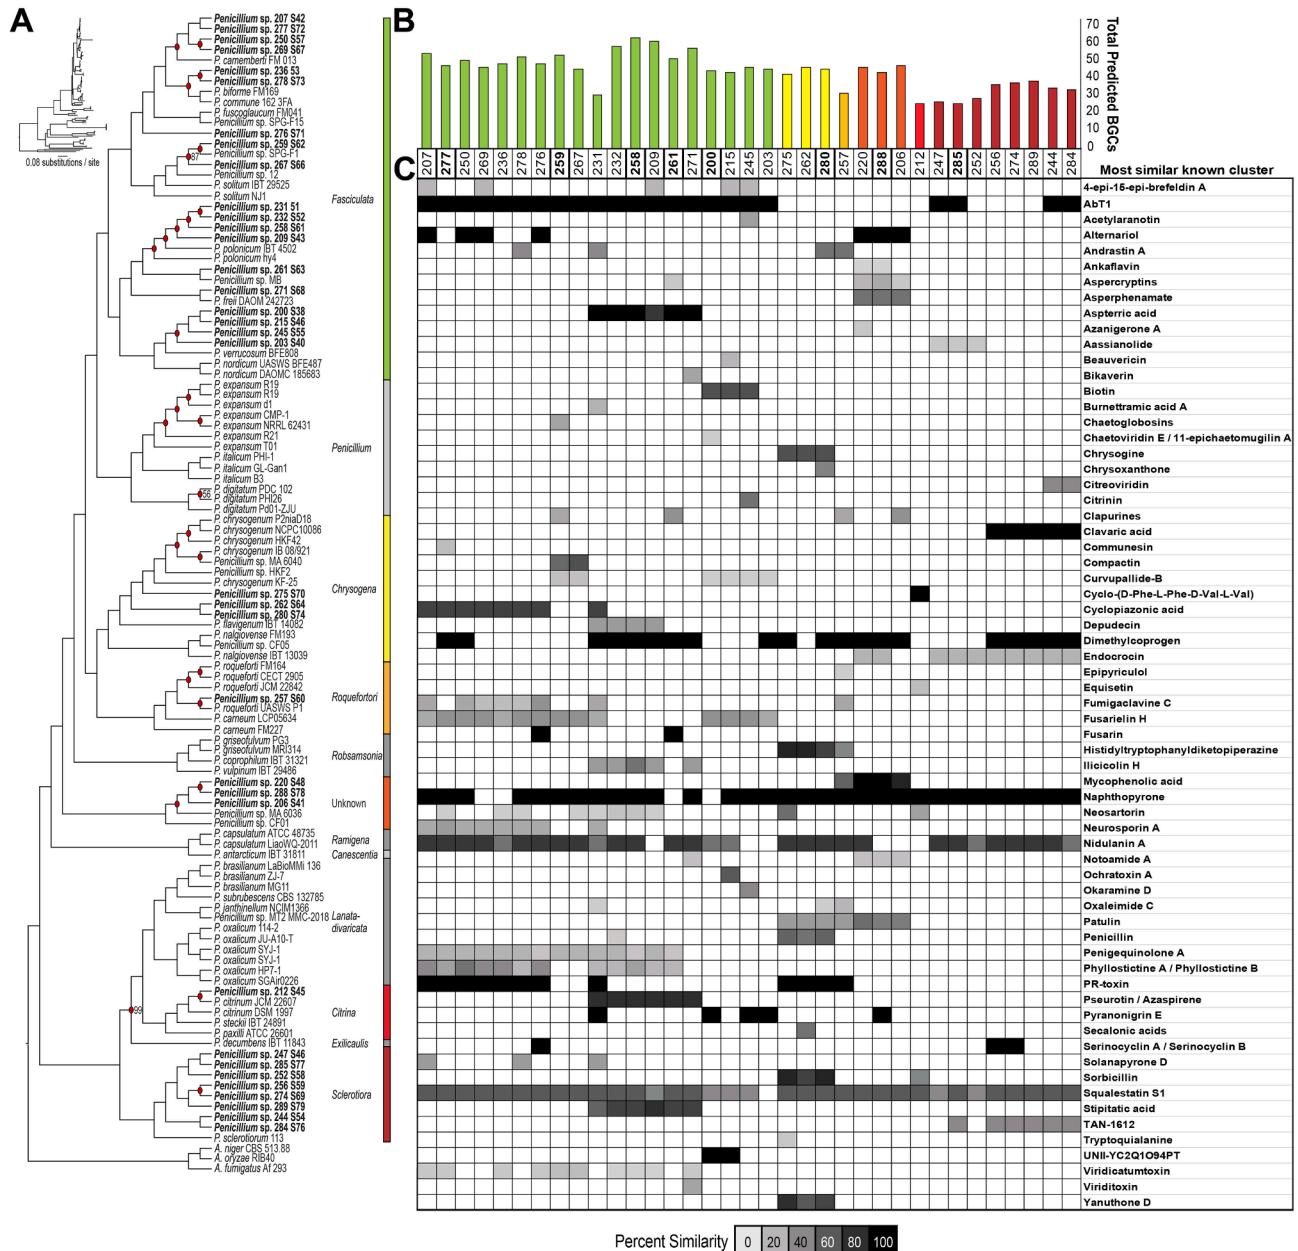 A
Penicillium sp. 207 S42
Penicillium sp. 277 S72
Penicillium sp. 250 S57
Penicillium sp. 269 S67
P. camemberti FM 013
Penicillium sp. 236 53
Penicillium sp. 278 S73
P. biforme FM169
P. commune 162 3FA
P. fuscoglaucum FM041
Penicillium sp. SPG-F15
Penicillium sp. 276 S71
Penicillium sp. 259 S62
Penicillium sp. SPG-F1
Penicillium sp. 267 S66
Penicillium sp. 12
P. solitum IBT 29525
P. solitum NJ1
Penicillium sp. 231 51
Penicillium sp. 232 S52
Penicillium sp. 258 S61
Penicillium sp. 209 S43
P. polonicum IBT 4502
P. polonicum hy4
Penicillium sp. 261 S63
Penicillium sp. MB
Penicillium sp. 271 S68
P. freii DAOM 242723
Penicillium sp. 200 S38
Penicillium sp. 215 S46
Penicillium sp. 245 S55
Penicillium sp. 203 S40
P. verrucosum BFE808
P. nordicum UASWS BFE487
P. nordicum DAOMC 185683
P. expansum R19
P. expansum R19
P. expansum d1
P. expansum CMP-1
P. expansum NRRL 62431
P. expansum R21
P. expansum T01
P. italicum PHI-1
P. italicum GL-Gan1
P. italicum B3
P. digitatum PDC 102
P. digitatum PHI26
P. digitatum Pd01-ZJU
P. chrysogenum P2niaD18
P. chrysogenum NCPC10086
P. chrysogenum HKF42
P. chrysogenum IB 08/921
Penicillium sp. MA 6040
Penicillium sp. HKF2
P. chrysogenum KF-25
Penicillium sp. 275 S70
Penicillium sp. 262 S64
Penicillium sp. 280 S74
P. flavigenum IBT 14082
P. nalgiovense FM193
Penicillium sp. CF05
P. nalgiovense IBT 13039
P. roqueforti FM164
P. roqueforti CECT 2905
P. roqueforti JCM 22842
Penicillium sp. 257 S60
P. roqueforti UASWS P1
P. carneum LCP05634
P. carneum FM227
P. griseofulvum PG3
P. griseofulvum MRI314
P. coprophilum IBT 31321
P. vulpinum IBT 29486
Penicillium sp. 220 S48
Penicillium sp. 288 S78
Penicillium sp. 206 S41
Penicillium sp. MA 6036
Penicillium sp. CF01
P. capsulatum ATCC 48735
P. capsulatum LiaoWQ-2011
P. antarcticum IBT 31811
P. brasilianum LaBioMMi 136
P. brasilianum ZJ-7
P. brasilianum MG11
P. subrubescens CBS 132785
P. janthinellum NCIM1366
Penicillium sp. MT2 MMC-2018
P. oxalicum 114-2
P. oxalicum JU-A10-T
P. oxalicum SYJ-1
P. oxalicum SYJ-1
P. oxalicum HP7-1
P. oxalicum SGAir0226
Penicillium sp. 212 S45
P. citrinum JCM 22607
P. citrinum DSM 1997
P. steckii IBT 24891
P. paxilli ATCC 26601
P. decumbens IBT 11843
Penicillium sp. 247 S46
Penicillium sp. 285 S77
Penicillium sp. 252 S58
Penicillium sp. 256 S59
Penicillium sp. 274 S69
Penicillium sp. 289 S79
Penicillium sp. 244 S54
Penicillium sp. 284 S76
P. sclerotiorum 113
A. niger CBS 513.88
A. oryzae RIB40
A. fumigatus Af 293
0.08 substitutions / site
87
56
99
Fasciculata
Penicillium
Chrysogena
Roquefortori
Robsamsonia
Unknown
Ramigena
Canescentia
Lanata-
divaricata
Citrina
Exilicaulis
Sclerotiora
B
70
60
50
40
30
20
10
0
Total Predicted BGCs
C
207 277 250 269 236 278 276 259 267 231 232 258 209 261 271 200 215 245 203 275 262 280 257 220 288 206 212 247 285 252 256 274 289 244 284
Most similar known cluster
4-epi-15-epi-brefeldin A
AbT1
Acetylaranotin
Alternariol
Andrastin A
Ankaflavin
Aspercryptins
Asperphenamate
Aspterric acid
Azanigerone A
Aassianolide
Beauvericin
Bikaverin
Biotin
Burnettramic acid A
Chaetoglobosins
Chaetoviridin E / 11-epichaetomugilin A
Chrysogine
Chrysoxanthone
Citreoviridin
Citrinin
Clapurines
Clavaric acid
Communesin
Compactin
Curvupallide-B
Cyclo-(D-Phe-L-Phe-D-Val-L-Val)
Cyclopiazonic acid
Depudecin
Dimethylcoprogen
Endocrocin
Epipyriculol
Equisetin
Fumigaclavine C
Fusarielin H
Fusarin
Histidyltryptophanyldiketopiperazine
Ilicicolin H
Mycophenolic acid
Naphthopyrone
Neosartorin
Neurosporin A
Nidulanin A
Notoamide A
Ochratoxin A
Okaramine D
Oxaleimide C
Patulin
Penicillin
Penigequinolone A
Phyllostictine A / Phyllostictine B
PR-toxin
Pseurotin / Azaspirene
Pyranonigrin E
Secalonic acids
Serinocyclin A / Serinocyclin B
Solanapyrone D
Sorbicillin
Squalestatin S1
Stipitatic acid
TAN-1612
Tryptoquialanine
UNII-YC2Q1O94PT
Viridicatumtoxin
Viriditoxin
Yanuthone D
Percent Similarity
0 20 40 60 80 100